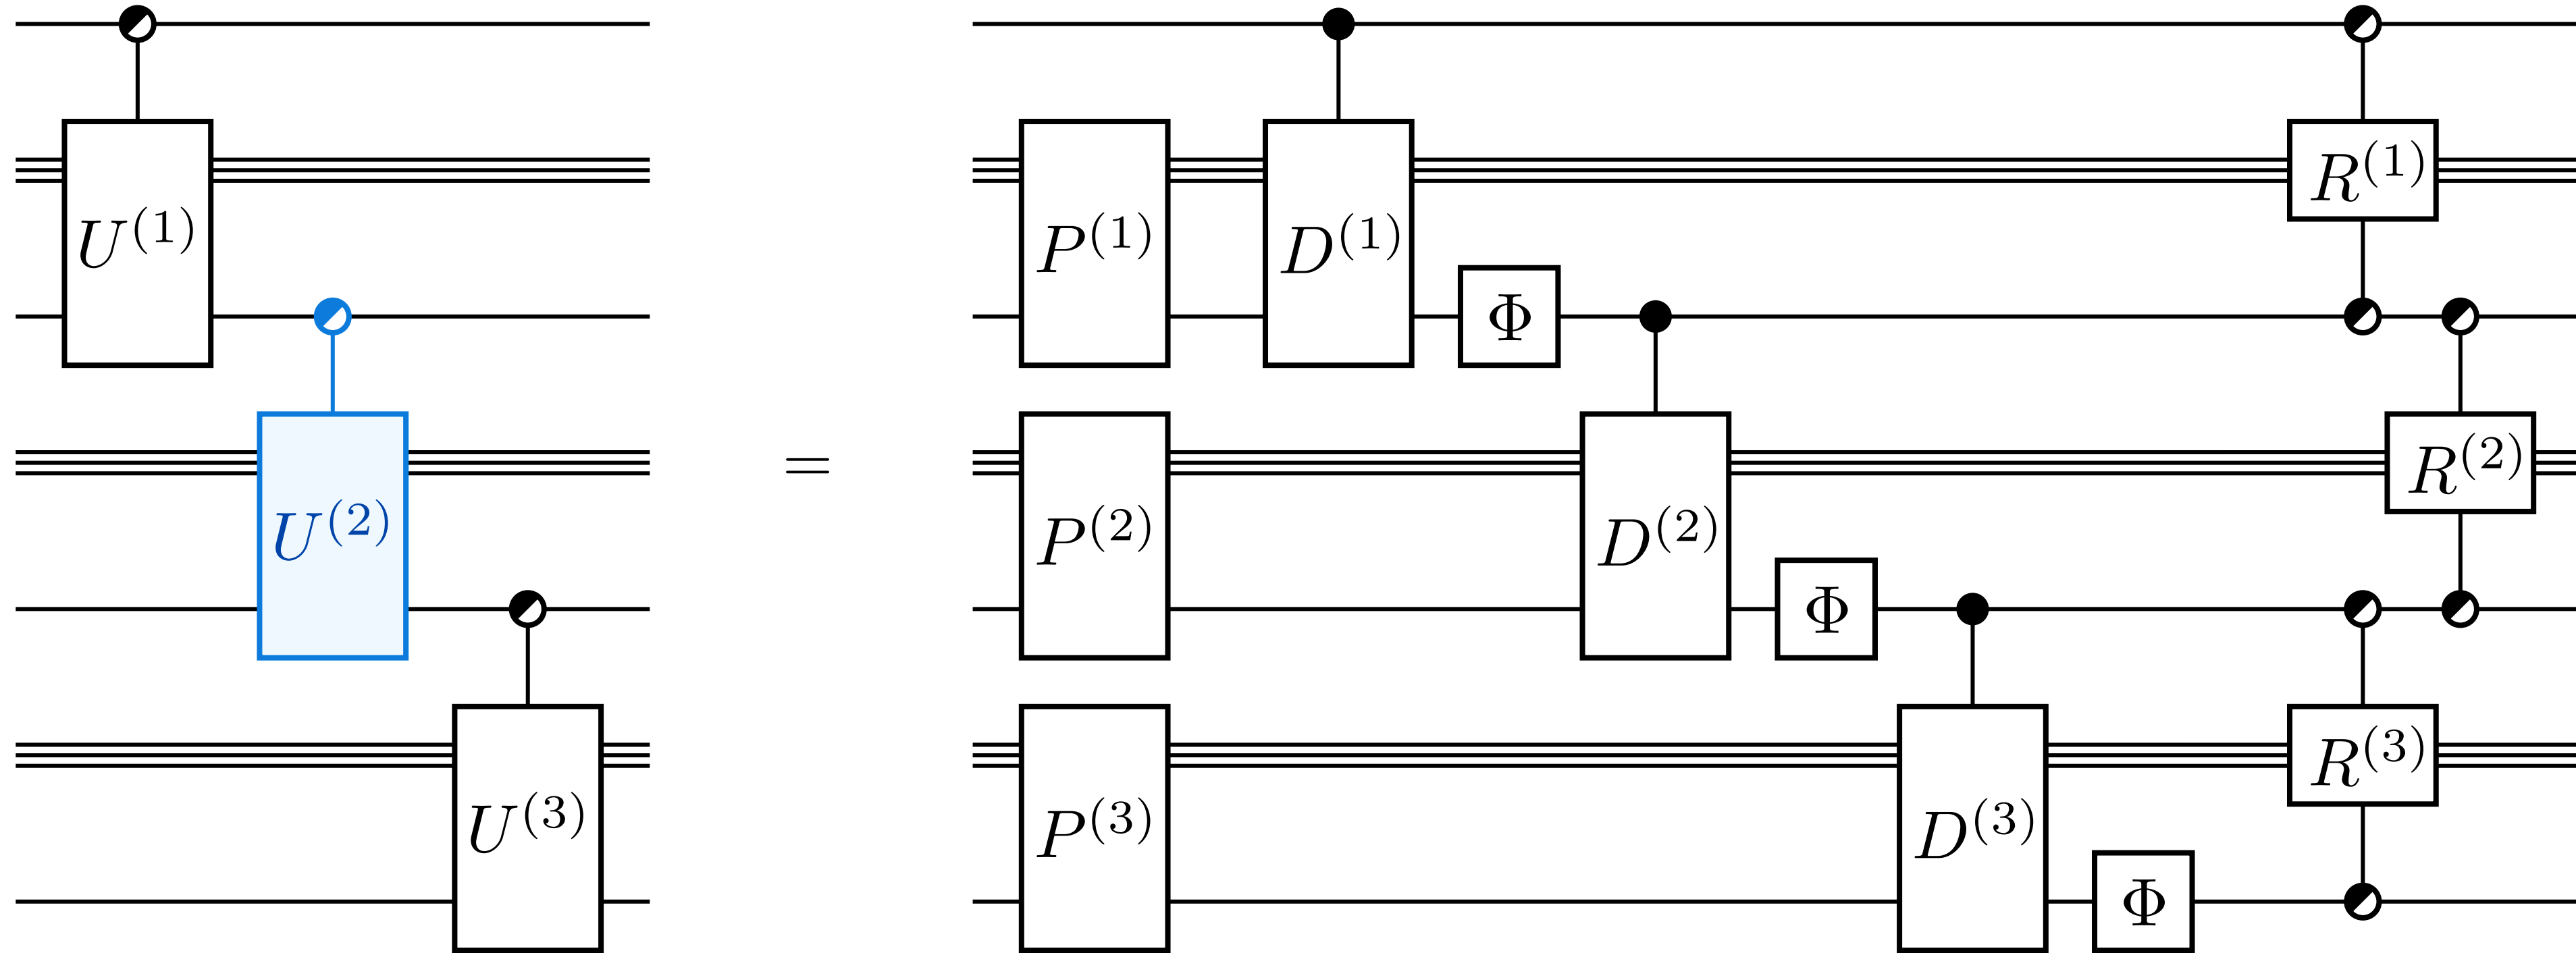 U^{(1)}
U^{(2)}
U^{(3)}
=
P^{(1)} D^{(1)} Φ R^{(1)}
P^{(2)} D^{(2)} Φ R^{(2)}
P^{(3)} D^{(3)} Φ R^{(3)}